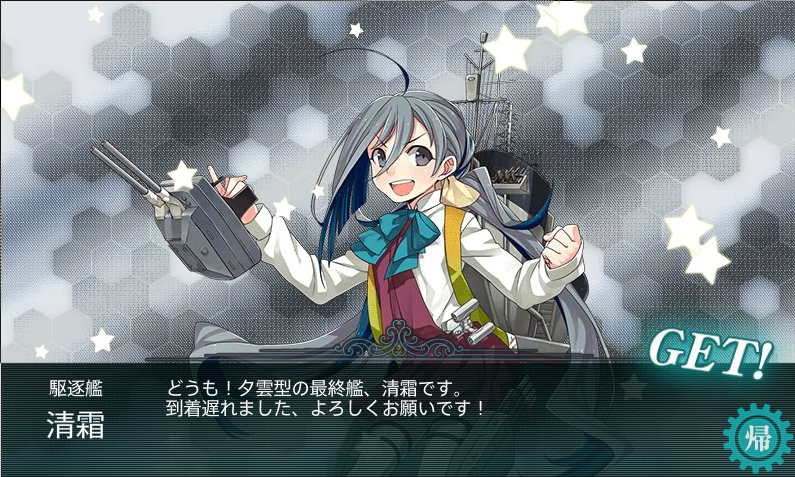 GET!
駆逐艦
清霜
どうも！夕雲型の最終艦、清霜です。
到着遅れました、よろしくお願いです！
帰